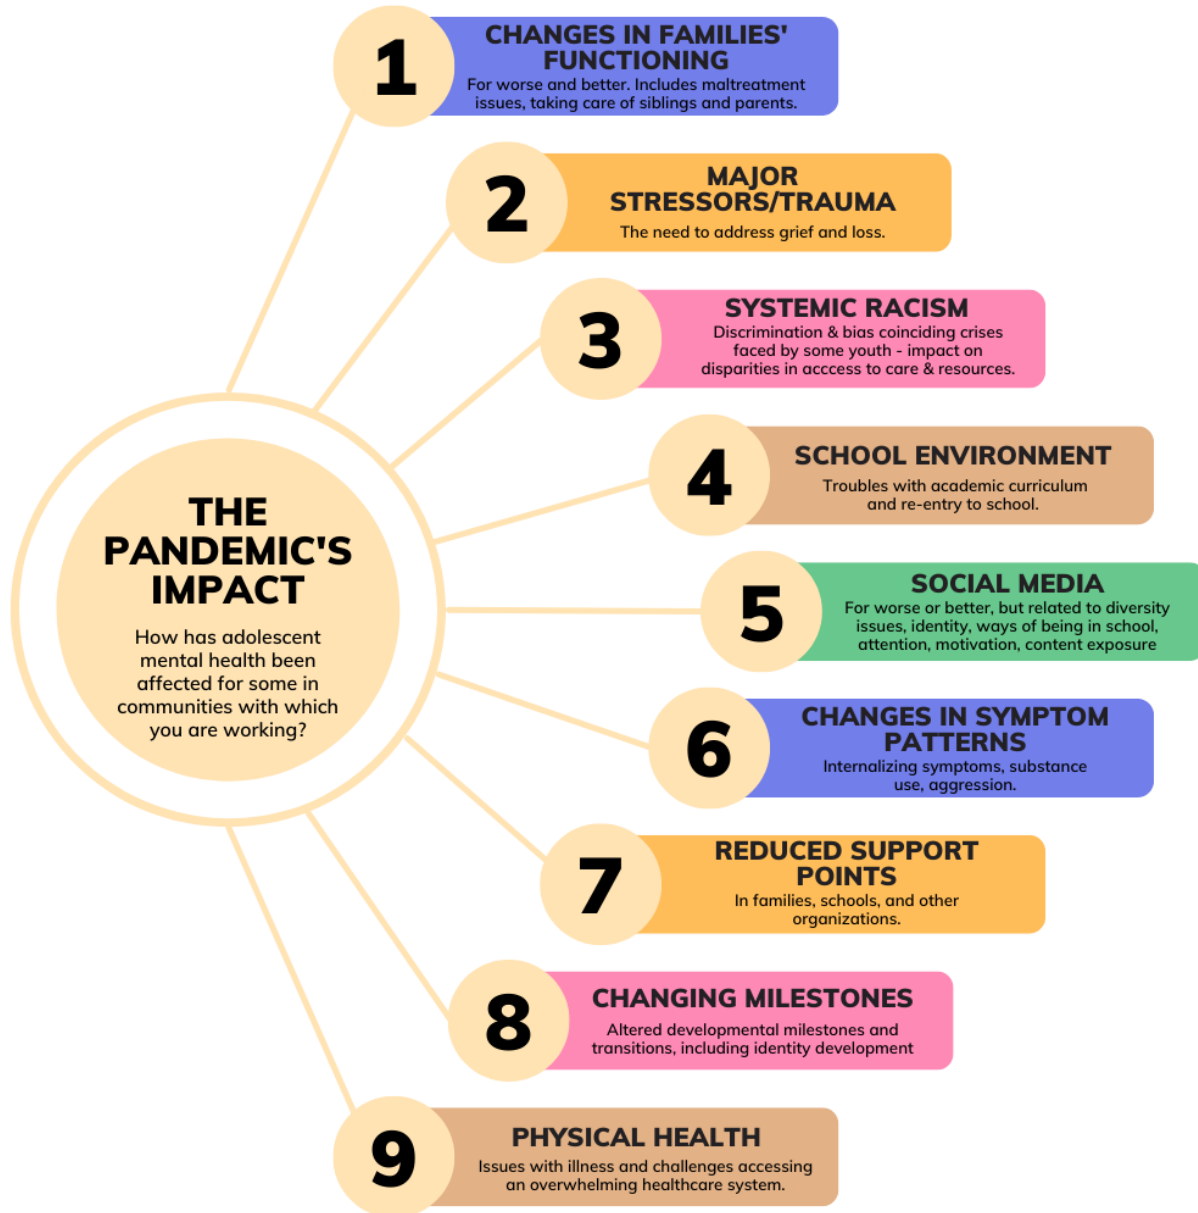 1
CHANGES IN FAMILIES'
FUNCTIONING
For worse and better. Includes maltreatment
issues, taking care of siblings and parents.
2
MAJOR
STRESSORS/TRAUMA
The need to address grief and loss.
3
SYSTEMIC RACISM
Discrimination & bias coinciding crises
faced by some youth - impact on
disparities in acccess to care & resources.
4
SCHOOL ENVIRONMENT
Troubles with academic curriculum
and re-entry to school.
THE
PANDEMIC'S
IMPACT
How has adolescent
mental health been
affected for some in
communities with which
you are working?
5
SOCIAL MEDIA
For worse or better, but related to diversity
issues, identity, ways of being in school,
attention, motivation, content exposure
6
CHANGES IN SYMPTOM
PATTERNS
Internalizing symptoms, substance
use, aggression.
7
REDUCED SUPPORT
POINTS
In families, schools, and other
organizations.
8
CHANGING MILESTONES
Altered developmental milestones and
transitions, including identity development
9
PHYSICAL HEALTH
Issues with illness and challenges accessing
an overwhelming healthcare system.